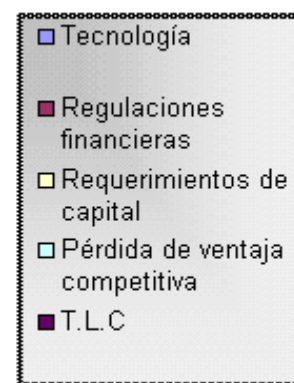 Tecnología
Regulaciones
financieras
Requerimientos de
capital
Pérdida de ventaja
competitiva
T.L.C